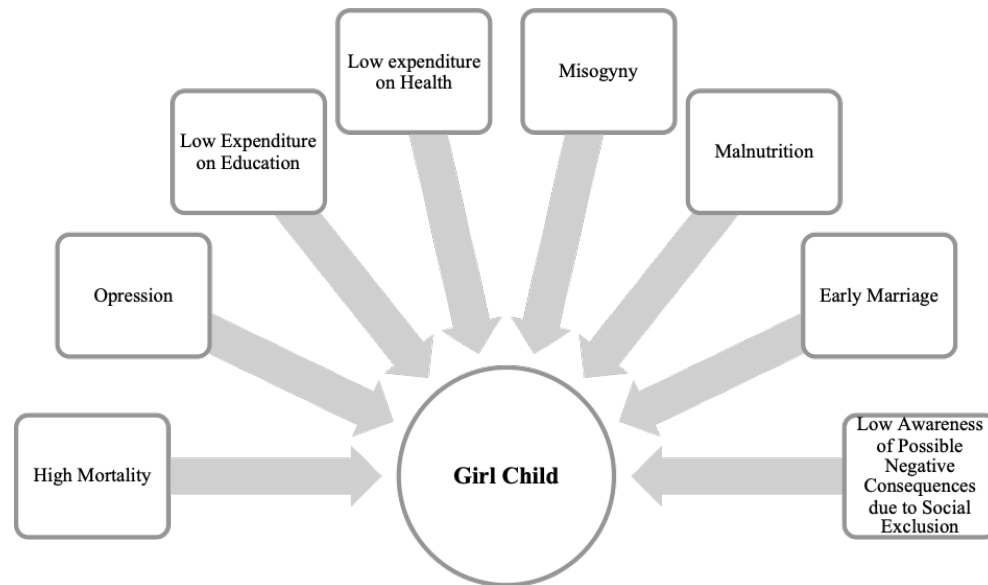 High Mortality
Opression
Low Expenditure
on Education
Low expenditure
on Health
Misogyny
Malnutrition
Early Marriage
Low Awareness
of Possible
Negative
Consequences
due to Social
Exclusion
Girl Child